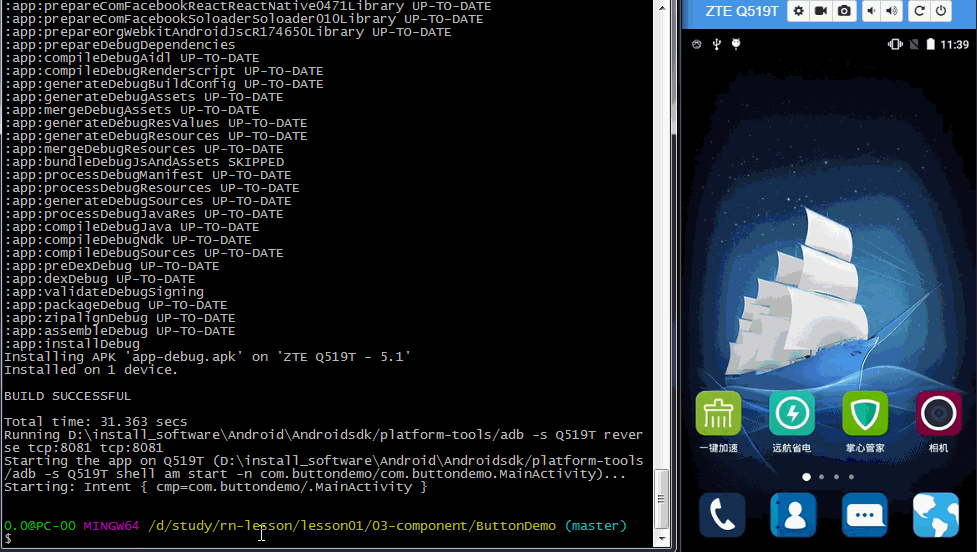 :app:prepareComFacebookReactReactNative0471Library UP-TO-DATE
:app:prepareComFacebookSoloaderSoloader010Library UP-TO-DATE
:app:prepareOrgWebkitAndroidJscR174650Library UP-TO-DATE
:app:prepareDebugDependencies
:app:compileDebugAidl UP-TO-DATE
:app:compileDebugRenderscript UP-TO-DATE
:app:generateDebugBuildConfig UP-TO-DATE
:app:generateDebugAssets UP-TO-DATE
:app:mergeDebugAssets UP-TO-DATE
:app:generateDebugResValues UP-TO-DATE
:app:generateDebugResources UP-TO-DATE
:app:mergeDebugResources UP-TO-DATE
:app:bundleDebugJsAndAssets SKIPPED
:app:processDebugManifest UP-TO-DATE
:app:processDebugResources UP-TO-DATE
:app:generateDebugSources UP-TO-DATE
:app:processDebugJavaRes UP-TO-DATE
:app:compileDebugJava UP-TO-DATE
:app:compileDebugNdk UP-TO-DATE
:app:compileDebugSources UP-TO-DATE
:app:preDexDebug UP-TO-DATE
:app:dexDebug UP-TO-DATE
:app:validateDebugSigning
:app:packageDebug UP-TO-DATE
:app:zipalignDebug UP-TO-DATE
:app:assembleDebug UP-TO-DATE
:app:installDebug
Installing APK 'app-debug.apk' on 'ZTE Q519T - 5.1'
Installed on 1 device.
BUILD SUCCESSFUL
Total time: 31.363 secs
Running D:\install_software\Android\Androidsdk/platform-tools/adb -s Q519T rever
se tcp:8081 tcp:8081
Starting the app on Q519T (D:\install_software\Android\Androidsdk/platform-tools
/adb -s Q519T shell am start -n com.buttondemo/com.buttondemo.MainActivity)...
Starting: Intent { cmp=com.buttondemo/.MainActivity }
0.0@PC-00 MINGW64 /d/study/rn-lesson/lesson01/03-component/ButtonDemo (master)
$
ZTE Q519T
11:39
一键加速
远航省电
掌心管家
相机